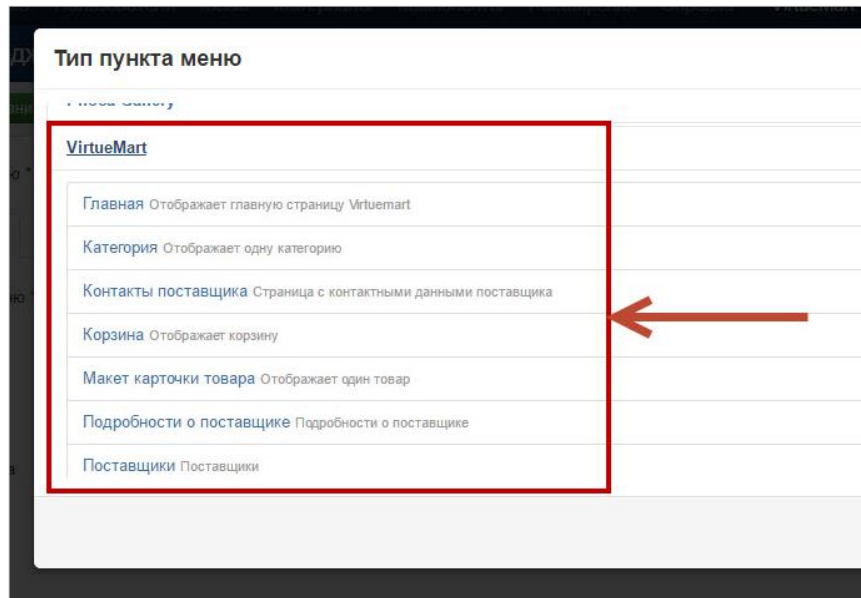 Тип пункта меню
VirtueMart
Главная Отображает главную страницу Virtuemart
Категория Отображает одну категорию
Контакты поставщика Страница с контактными данными поставщика
Корзина Отображает корзину
Макет карточки товара Отображает один товар
Подробности о поставщике Подробности о поставщике
Поставщики Поставщики